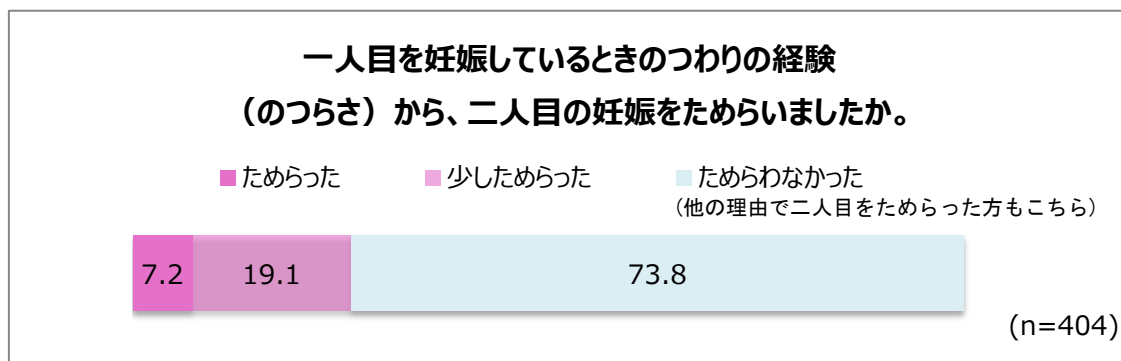 一人目を妊娠しているときのつわりの経験
（のつらさ）から、二人目の妊娠をためらいましたか。
ためらった 少しためらった ためらわなかった
（他の理由で二人目をためらった方もこちら）
7.2 19.1 73.8
(n=404)